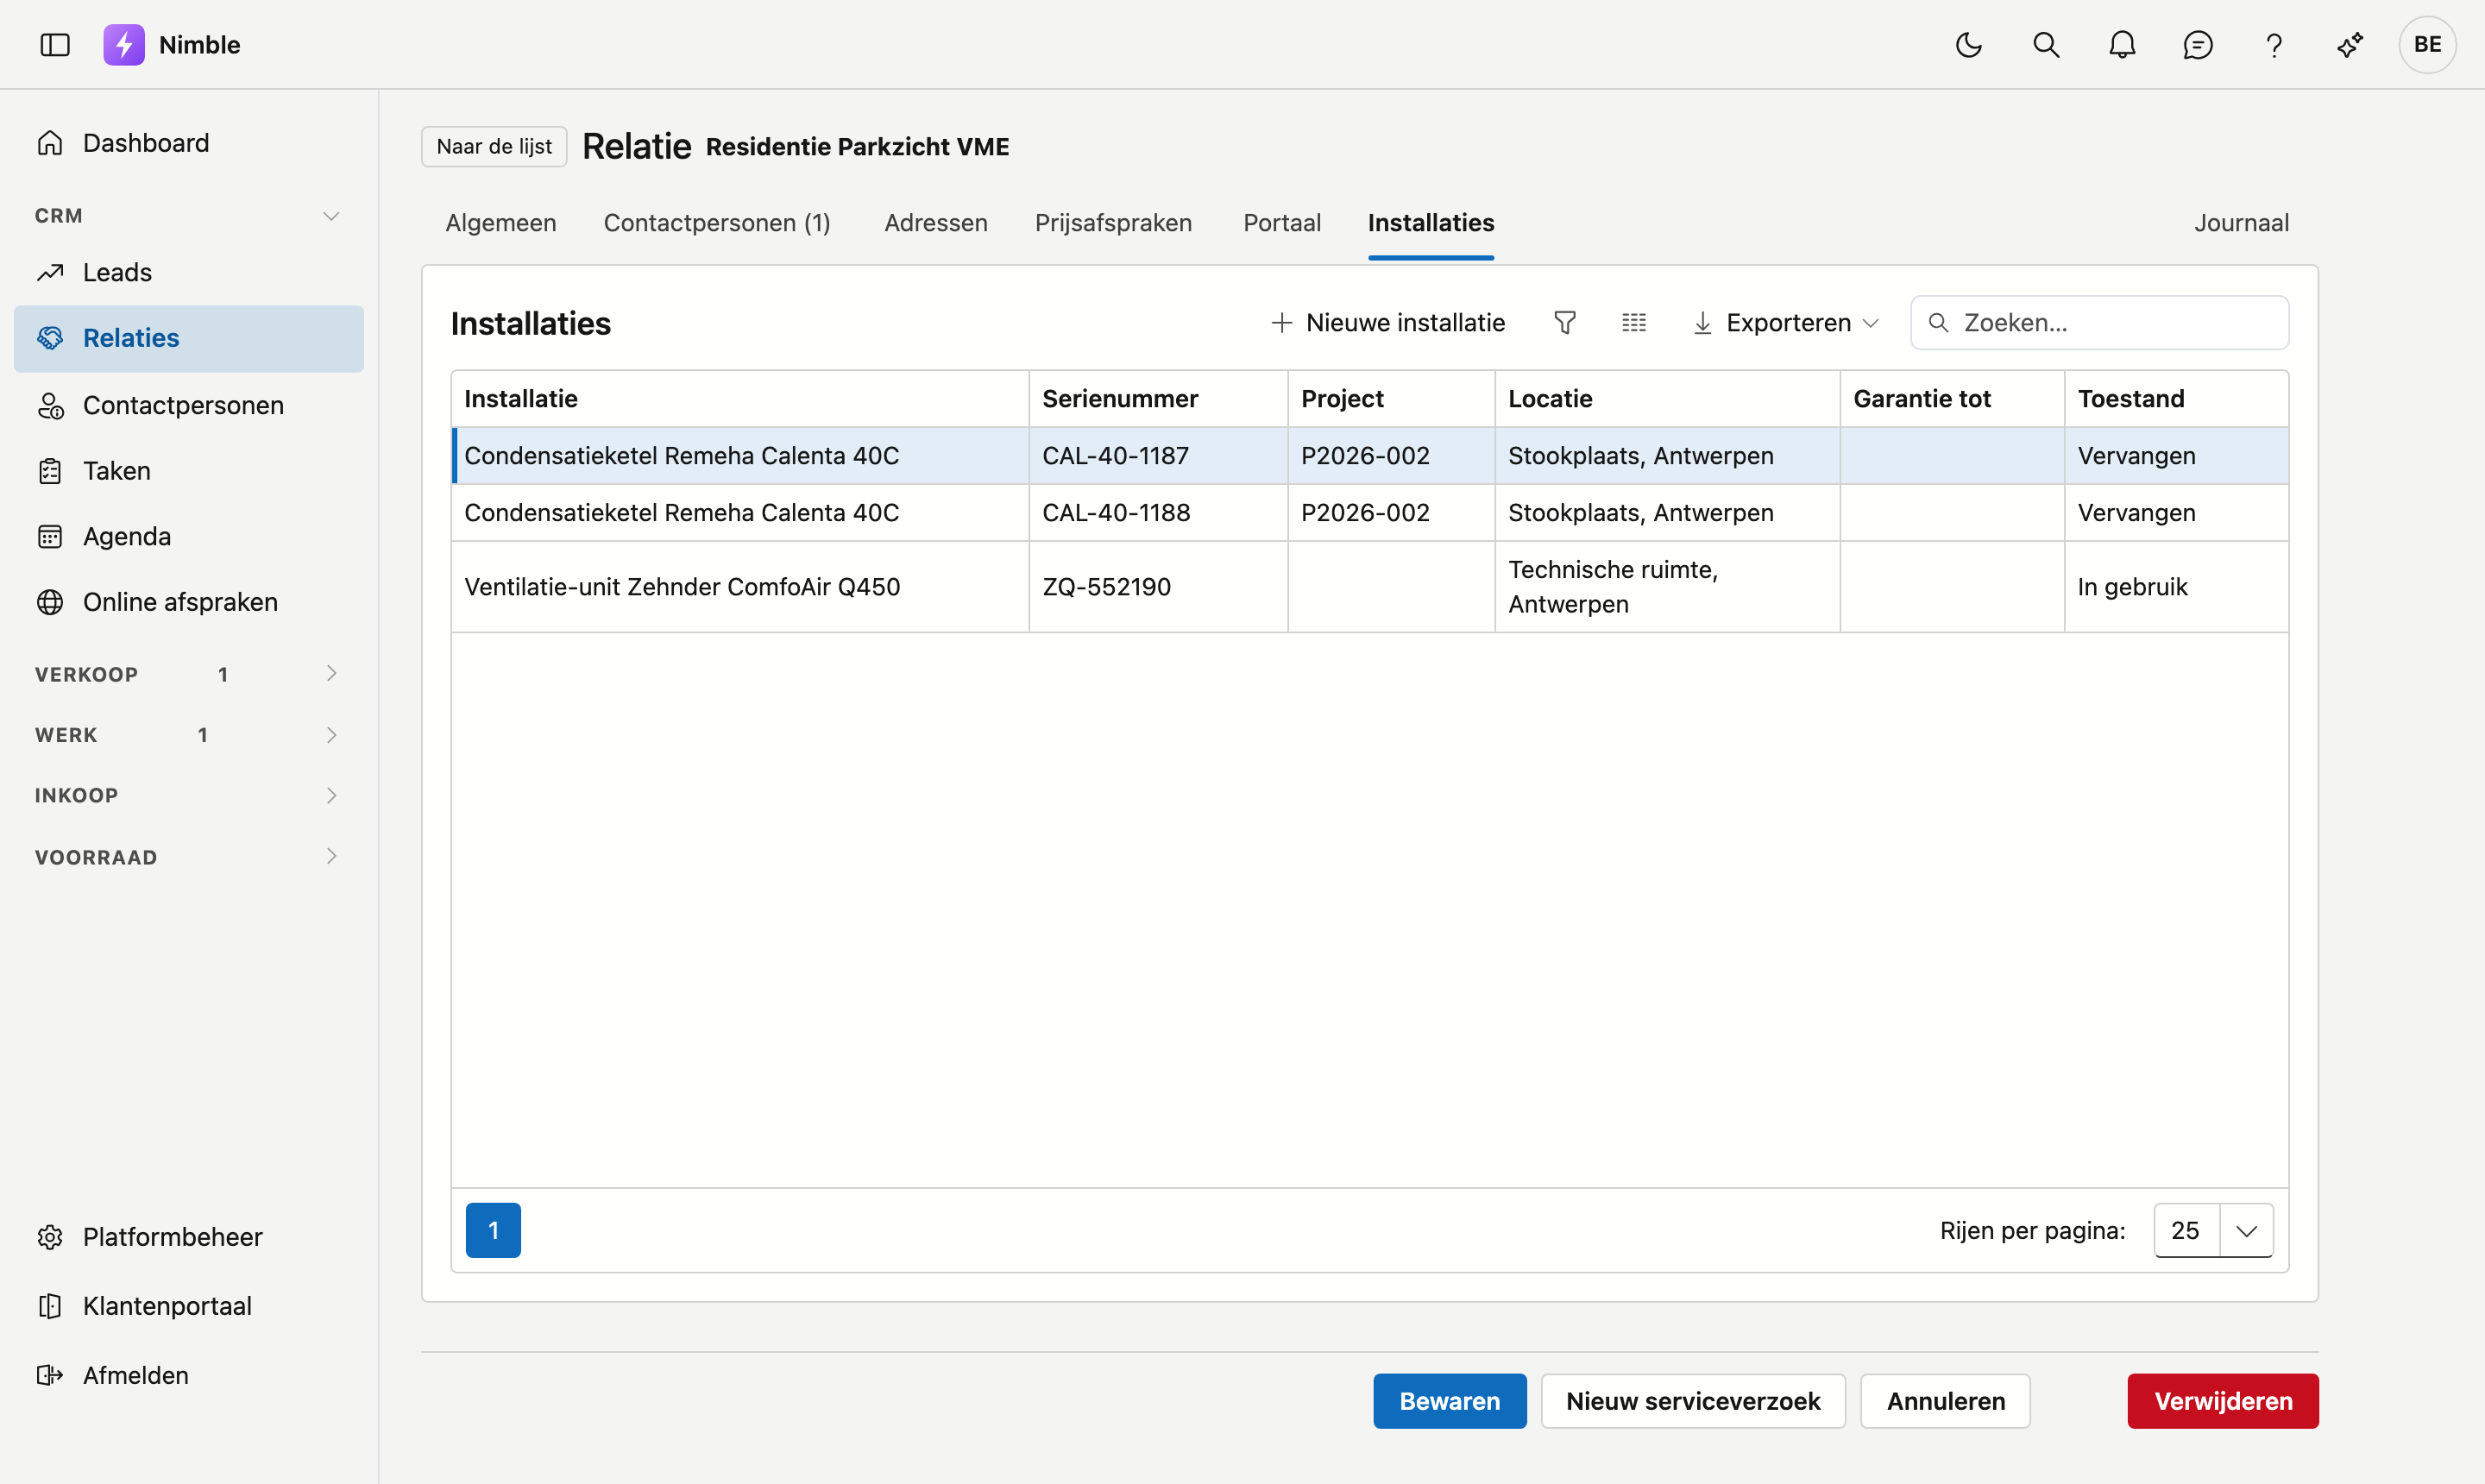 Nimble
BE
Dashboard
CRM
Leads
Relaties
Contactpersonen
Taken
Agenda
Online afspraken
VERKOOP 1
WERK 1
INKOOP
VOORRAAD
Platformbeheer
Klantenportaal
Afmelden
Naar de lijst Relatie Residentie Parkzicht VME
Algemeen Contactpersonen (1) Adressen Prijsafspraken Portaal Installaties Journaal
Installaties Nieuwe installatie Exporteren Zoeken...
Installatie Serienummer Project Locatie Garantie tot Toestand
Condensatieketel Remeha Calenta 40C CAL-40-1187 P2026-002 Stookplaats, Antwerpen Vervangen
Condensatieketel Remeha Calenta 40C CAL-40-1188 P2026-002 Stookplaats, Antwerpen Vervangen
Ventilatie-unit Zehnder ComfoAir Q450 ZQ-552190 Technische ruimte, Antwerpen In gebruik
1 Rijen per pagina: 25
Bewaren Nieuw serviceverzoek Annuleren Verwijderen